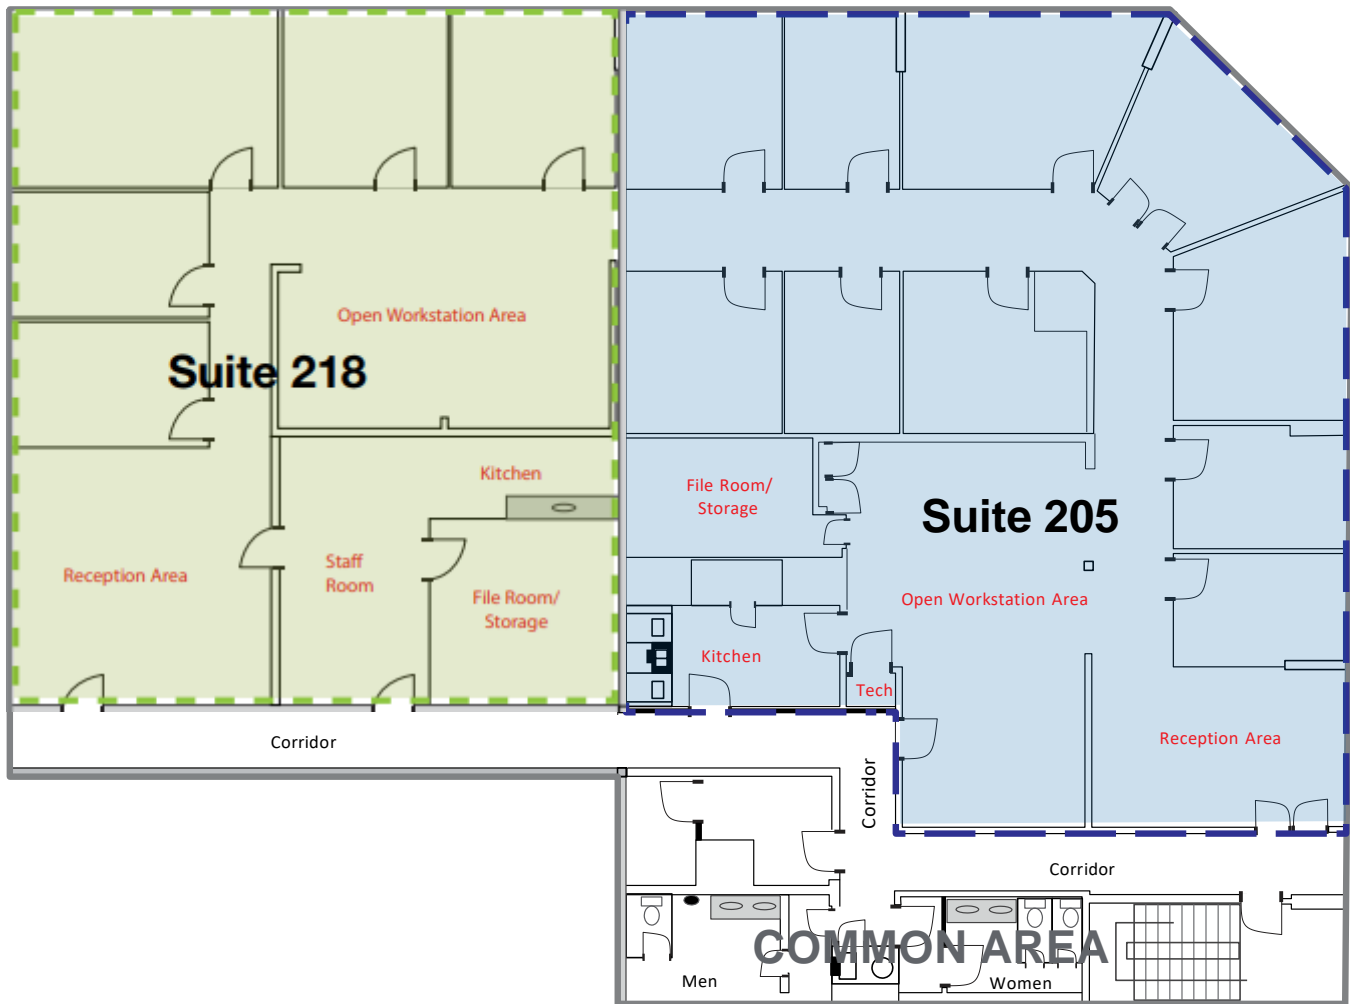 Open Workstation Area
Suite 218
Kitchen
Staff
Room
Reception Area
File Room/
Storage
File Room/
Storage
Suite 205
Open Workstation Area
Kitchen
Tech
Reception Area
Corridor
Corridor
Corridor
COMMON AREA
Men
Women